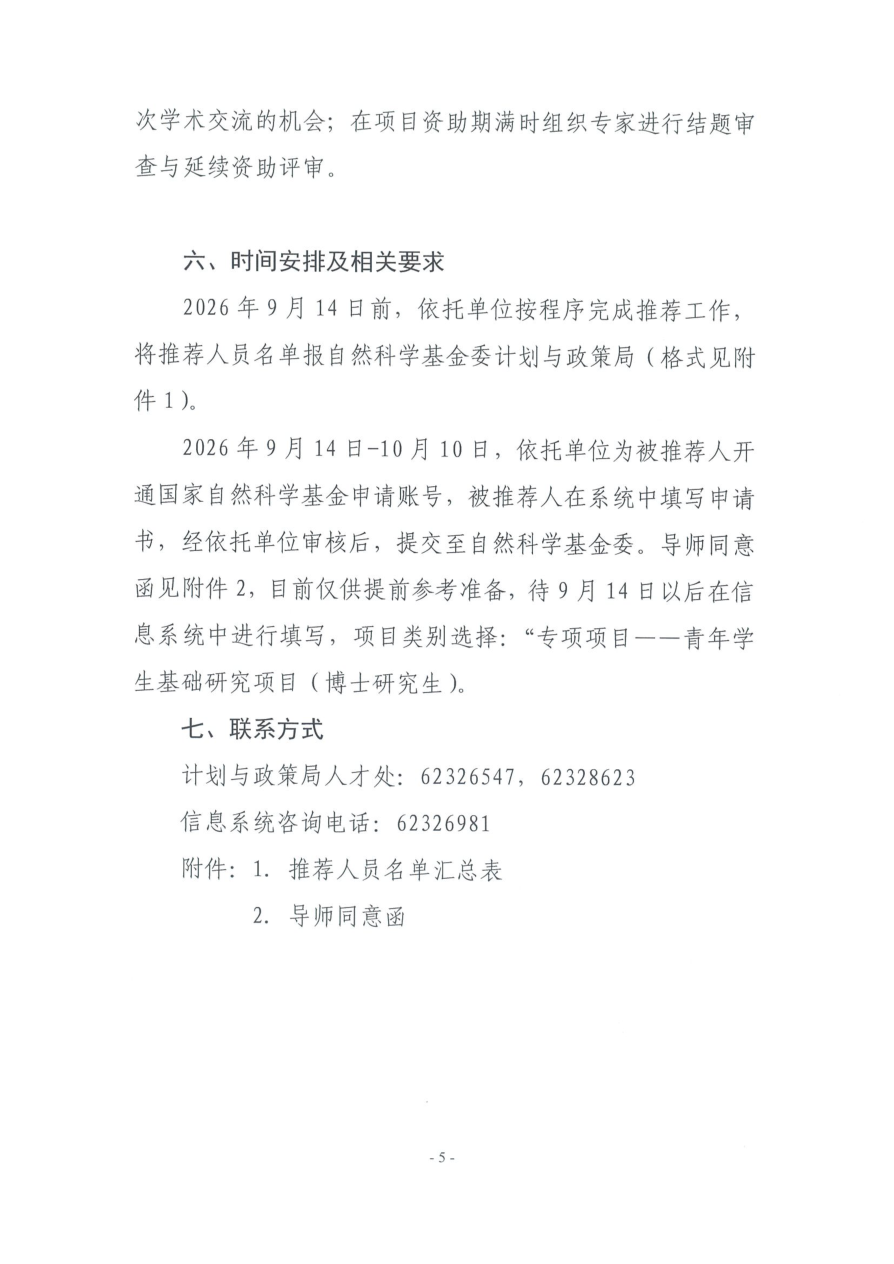 次学术交流的机会；在项目资助期满时组织专家进行结题审
查与延续资助评审。
六、时间安排及相关要求
2026 年 9 月 14 日前，依托单位按程序完成推荐工作，
将推荐人员名单报自然科学基金委计划与政策局（格式见附
件 1）。
2026 年 9 月 14 日-10 月 10 日，依托单位为被推荐人开
通国家自然科学基金申请账号，被推荐人在系统中填写申请
书，经依托单位审核后，提交至自然科学基金委。导师同意
函见附件 2，目前仅供提前参考准备，待 9 月 14 日以后在信
息系统中进行填写，项目类别选择：“专项项目——青年学
生基础研究项目（博士研究生）。
七、联系方式
计划与政策局人才处：62326547，62328623
信息系统咨询电话：62326981
附件：1. 推荐人员名单汇总表
2. 导师同意函
- 5 -